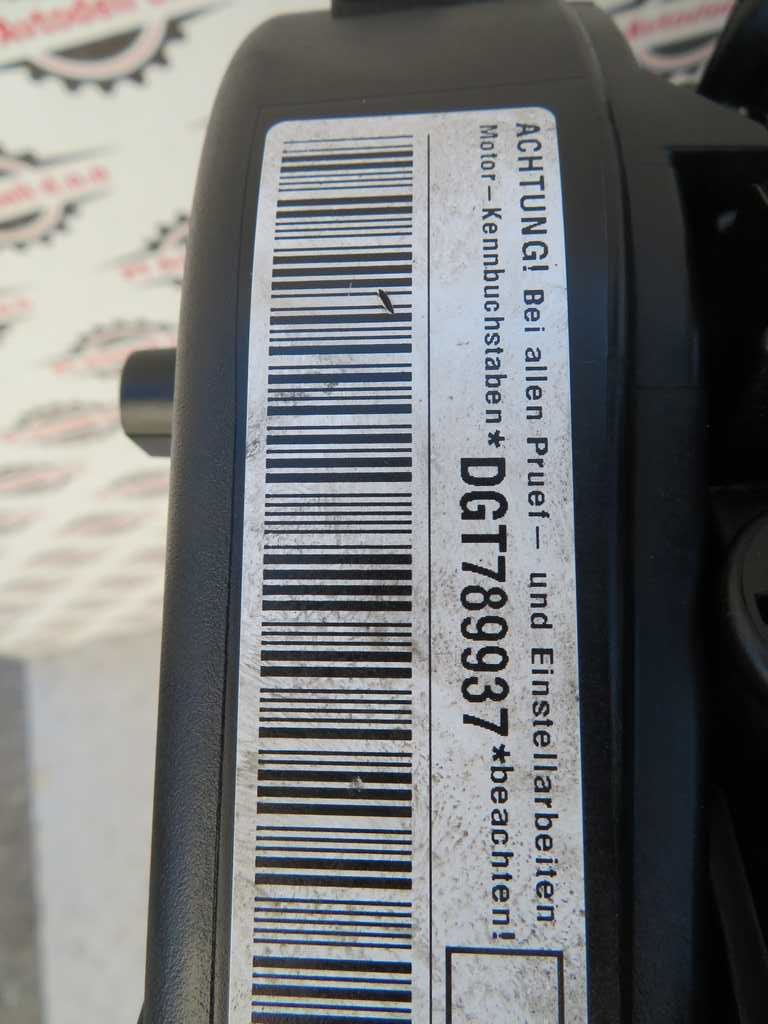 ACHTUNG! Bei allen Pruef- und Einstellarbeiten
Motor-Kennbuchstaben*DGT789937*beachten!